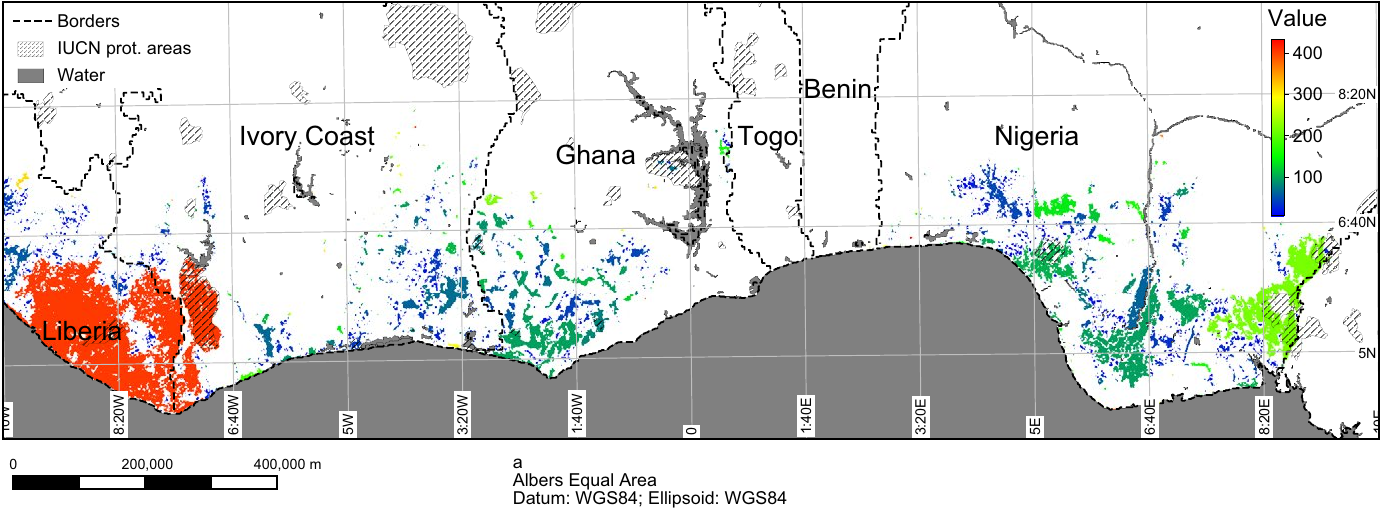 Borders
IUCN prot. areas
Water
Value
400
300
200
100
8:20N
6:40N
5N
Benin
Ivory Coast
Ghana
Togo
Nigeria
Liberia
8:20W
6:40W
5W
3:20W
1:40W
0
1:40E
3:20E
5E
6:40E
8:20E
0
200,000
400,000 m
a
Albers Equal Area
Datum: WGS84; Ellipsoid: WGS84